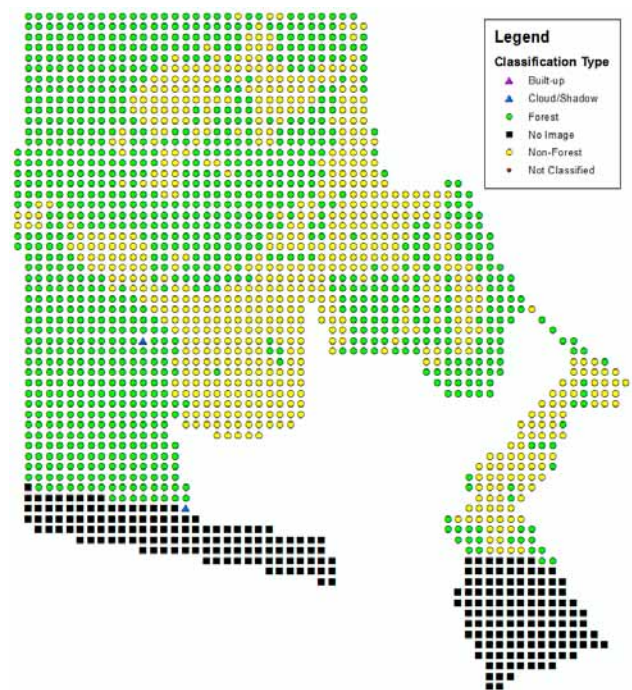 Legend
Classification Type
Built-up
Cloud/Shadow
Forest
No Image
Non-Forest
Not Classified